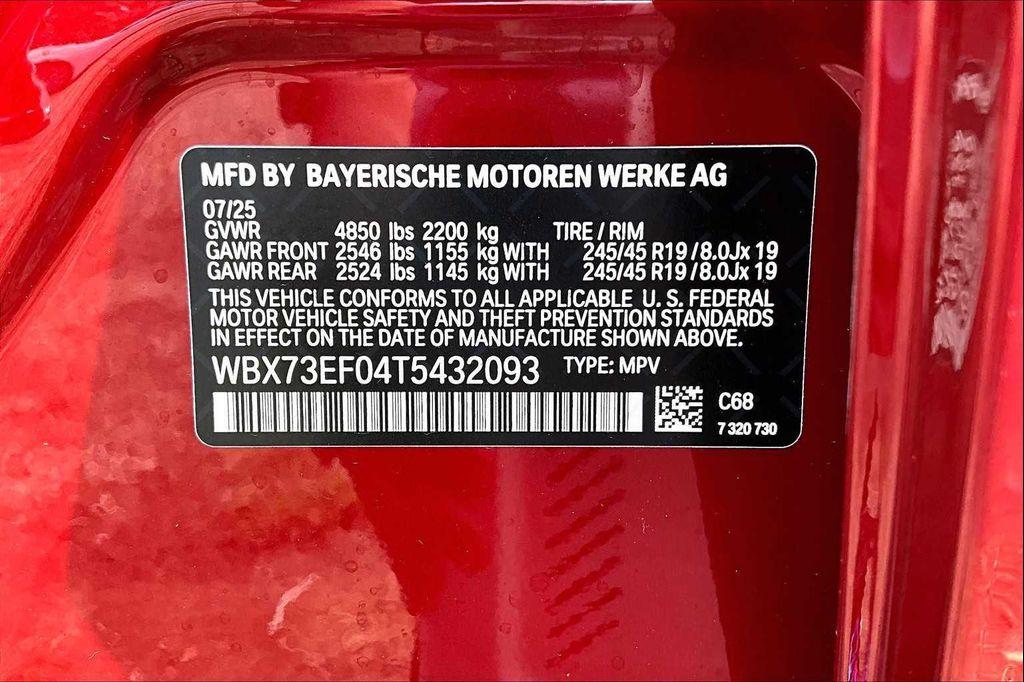 MFD BY BAYERISCHE MOTOREN WERKE AG
07/25
GVWR 4850 lbs 2200 kg TIRE / RIM
GAWR FRONT 2546 lbs 1155 kg WITH 245/45 R19 / 8.0Jx 19
GAWR REAR 2524 lbs 1145 kg WITH 245/45 R19 / 8.0Jx 19
THIS VEHICLE CONFORMS TO ALL APPLICABLE U. S. FEDERAL
MOTOR VEHICLE SAFETY AND THEFT PREVENTION STANDARDS
IN EFFECT ON THE DATE OF MANUFACTURE SHOWN ABOVE.
WBX73EF04T5432093 TYPE: MPV
C68
7 320 730